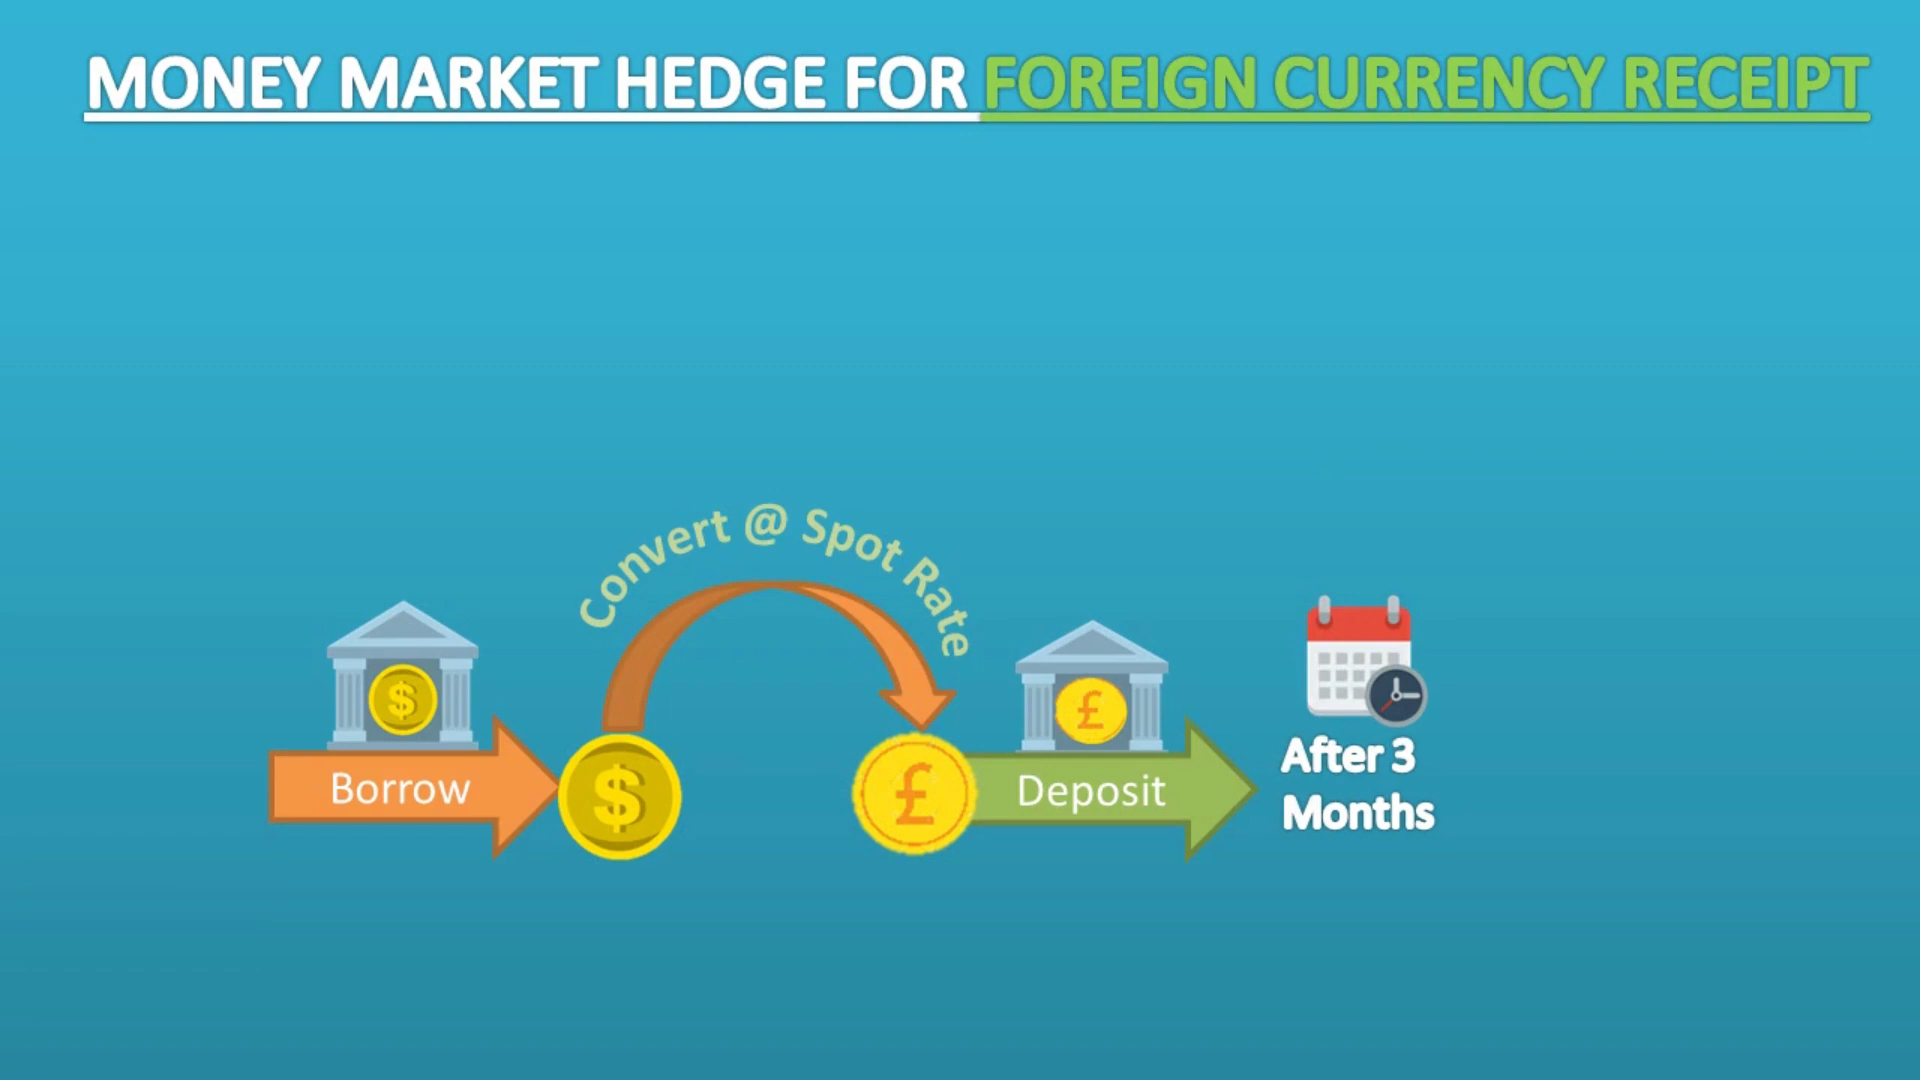 MONEY MARKET HEDGE FOR FOREIGN CURRENCY RECEIPT
Convert @ Spot Rate
$
£
Borrow
$
£
Deposit
After 3
Months